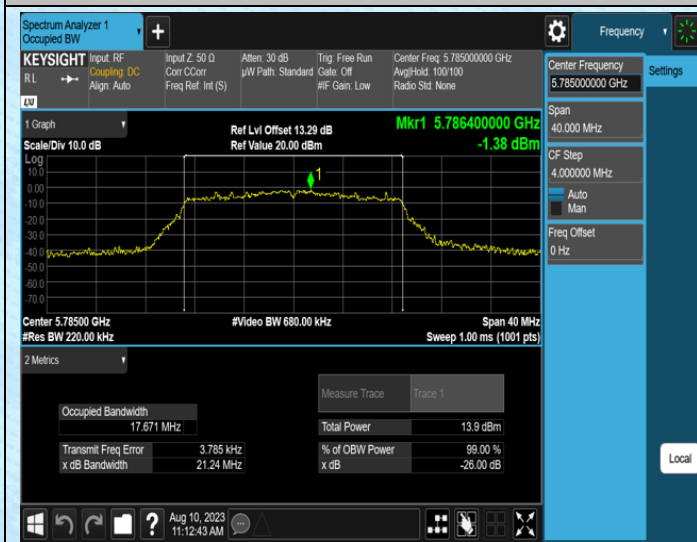 Spectrum Analyzer 1
Occupied BW
+
Frequency
KEYSIGHT
R L
LXI
Input: RF
Coupling: DC
Align: Auto
Input Z: 50 Ω
Corr CCorr
Freq Ref: Int (S)
Atten: 30 dB
µW Path: Standard
Trig: Free Run
Gate: Off
#IF Gain: Low
Center Freq: 5.785000000 GHz
Avg|Hold: 100/100
Radio Std: None
Center Frequency
5.785000000 GHz
Settings
Span
40.000 MHz
CF Step
4.000000 MHz
Auto
Man
Freq Offset
0 Hz
Local
1 Graph
Scale/Div 10.0 dB
Ref Lvl Offset 13.29 dB
Ref Value 20.00 dBm
Mkr1 5.786400000 GHz
-1.38 dBm
Log
10.0
0.00
-10.0
-20.0
-30.0
-40.0
-50.0
-60.0
-70.0
1
Center 5.78500 GHz
#Res BW 220.00 kHz
#Video BW 680.00 kHz
Span 40 MHz
Sweep 1.00 ms (1001 pts)
2 Metrics
Measure Trace
Trace 1
Occupied Bandwidth
17.671 MHz
Total Power
13.9 dBm
Transmit Freq Error
3.785 kHz
% of OBW Power
99.00 %
x dB Bandwidth
21.24 MHz
x dB
-26.00 dB
?
Aug 10, 2023
11:12:43 AM